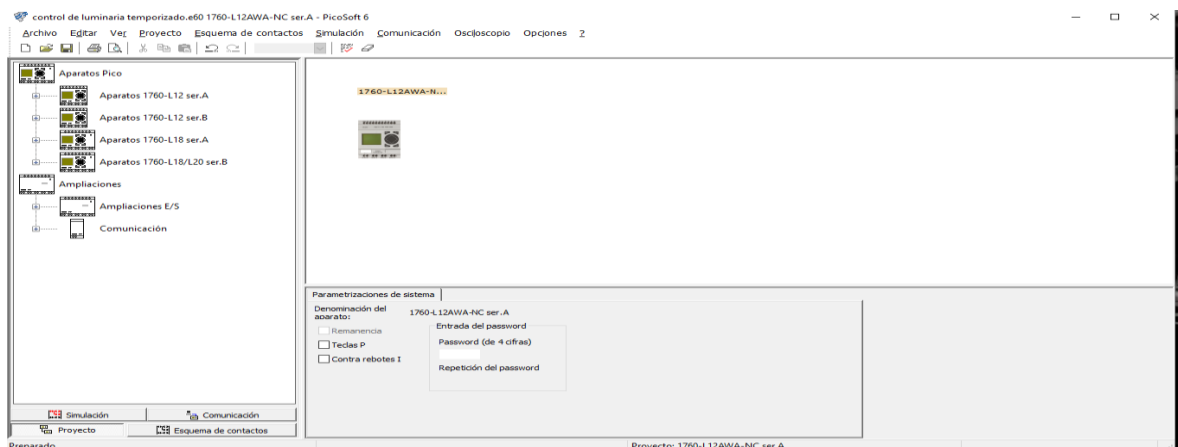 control de luminaria temporizado.e60 1760-L12AWA-NC ser.A - PicoSoft 6
Archivo Editar Ver Proyecto Esquema de contactos Simulación Comunicación Osciloscopio Opciones ?
Aparatos Pico
Aparatos 1760-L12 ser.A
Aparatos 1760-L12 ser.B
Aparatos 1760-L18 ser.A
Aparatos 1760-L18/L20 ser.B
Ampliaciones
Ampliaciones E/S
Comunicación
1760-L12AWA-N...
Parametrizaciones de sistema
Denominación del aparato: 1760-L12AWA-NC ser.A
Remanencia
Teclas P
Contra rebotes I
Entrada del password
Password (de 4 cifras)
Repetición del password
Simulación Comunicación
Proyecto Esquema de contactos
Preparado Proyecto: 1760-L12AWA-NC ser.A